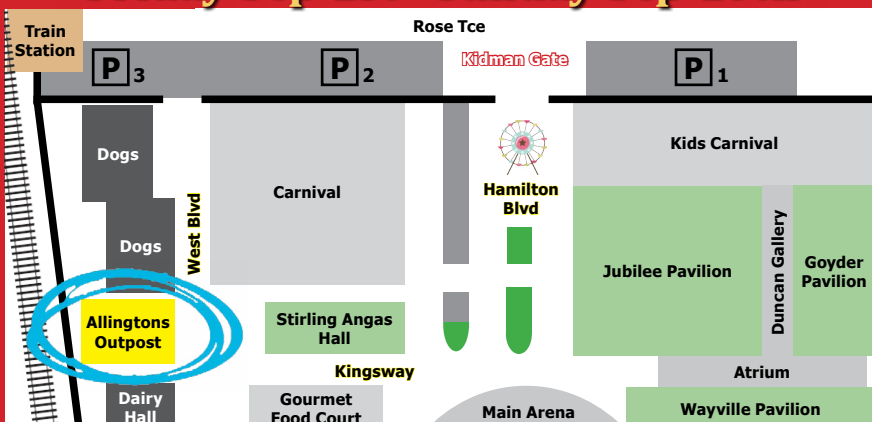 Train
Station
Rose Tce
Kidman Gate
P 3
P 2
P 1
Dogs
Carnival
Kids Carnival
Hamilton
Blvd
West Blvd
Dogs
Jubilee Pavilion
Duncan Gallery
Goyder
Pavilion
Allingtons
Outpost
Stirling Angas
Hall
Kingsway
Atrium
Dairy
Hall
Gourmet
Food Court
Main Arena
Wayville Pavilion